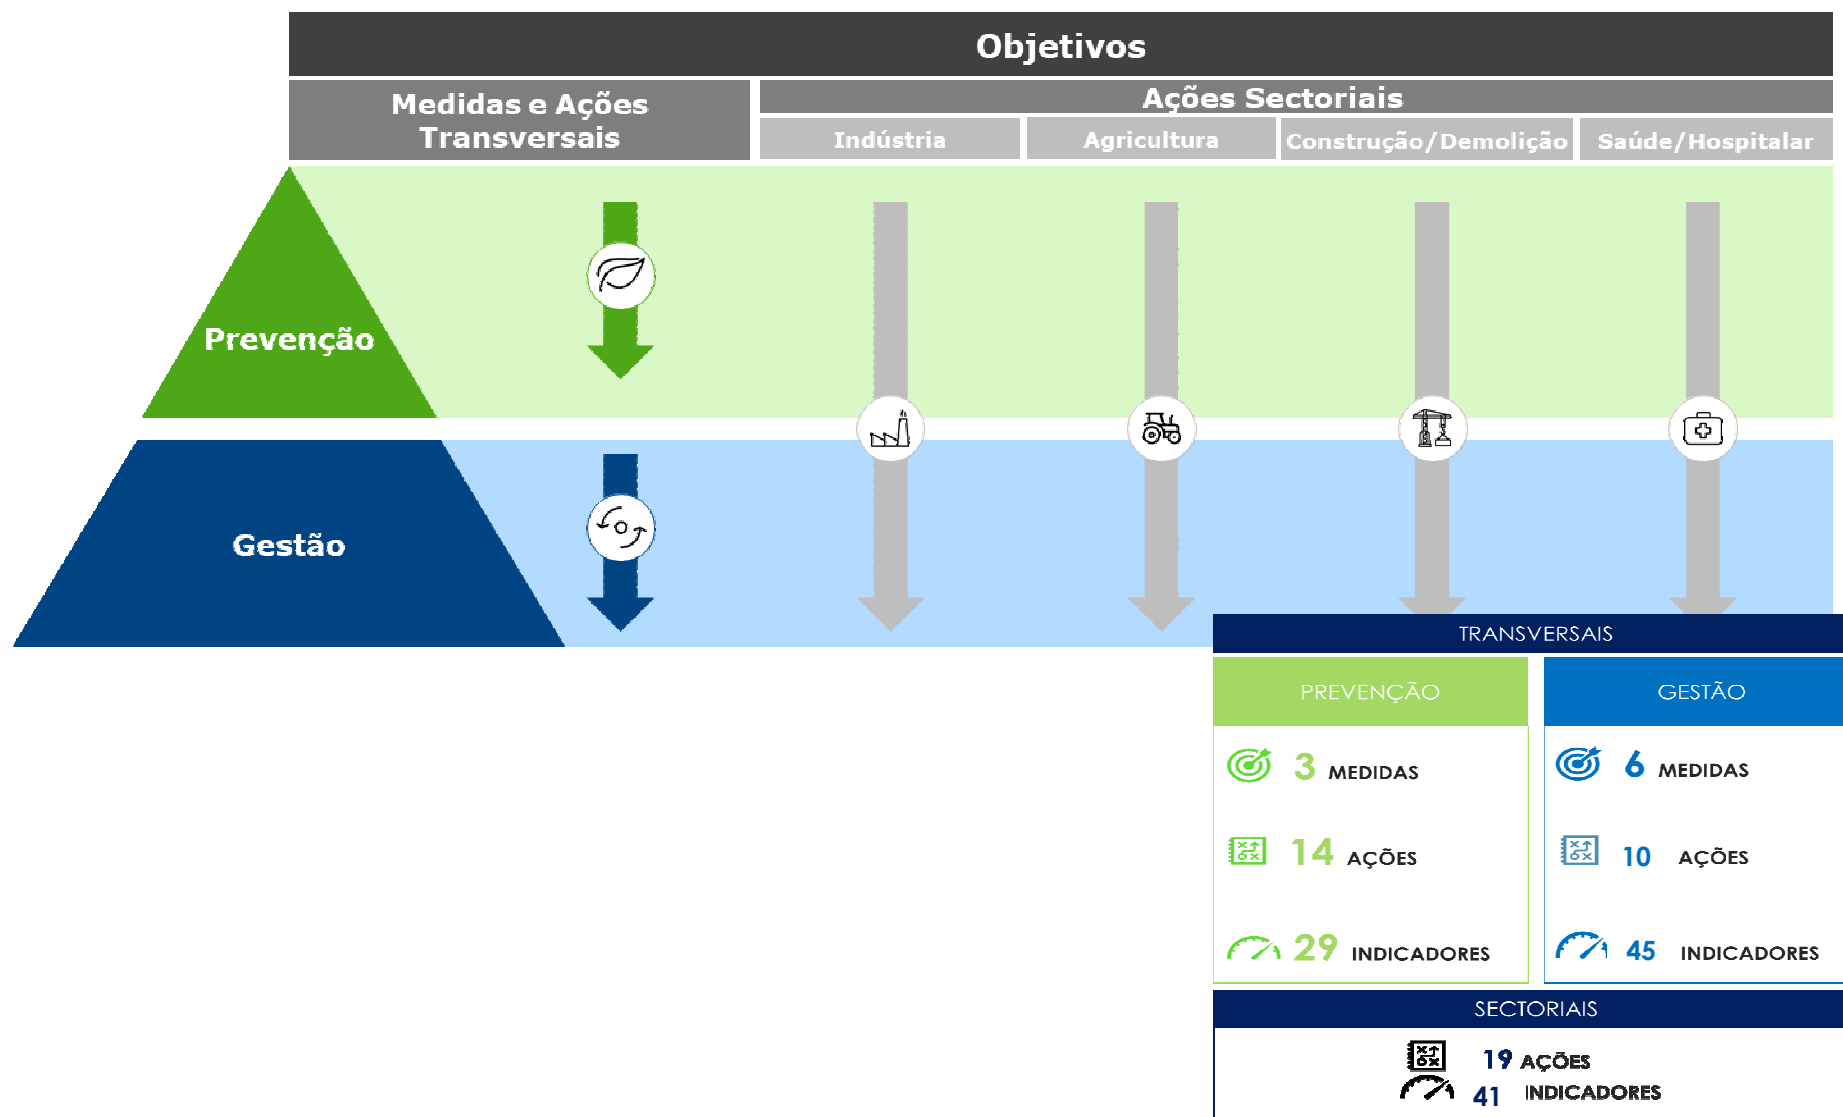 Objetivos
Medidas e Ações
Transversais
Ações Sectoriais
Indústria
Agricultura
Construção/Demolição
Saúde/Hospitalar
Prevenção
Gestão
TRANSVERSAIS
PREVENÇÃO
GESTÃO
3 MEDIDAS
6 MEDIDAS
14 AÇÕES
10 AÇÕES
29 INDICADORES
45 INDICADORES
SECTORIAIS
19 AÇÕES
41 INDICADORES